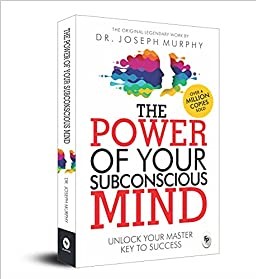 THE POWER OF YOUR SUBCONSCIOUS MIND
DR. JOSEPH MURPHY
THE ORIGINAL LEGENDARY WORK BY
DR. JOSEPH MURPHY
OVER 6
MILLION
COPIES
SOLD
THE
POWER
OF YOUR
SUBCONSCIOUS
MIND
UNLOCK YOUR MASTER
KEY TO SUCCESS